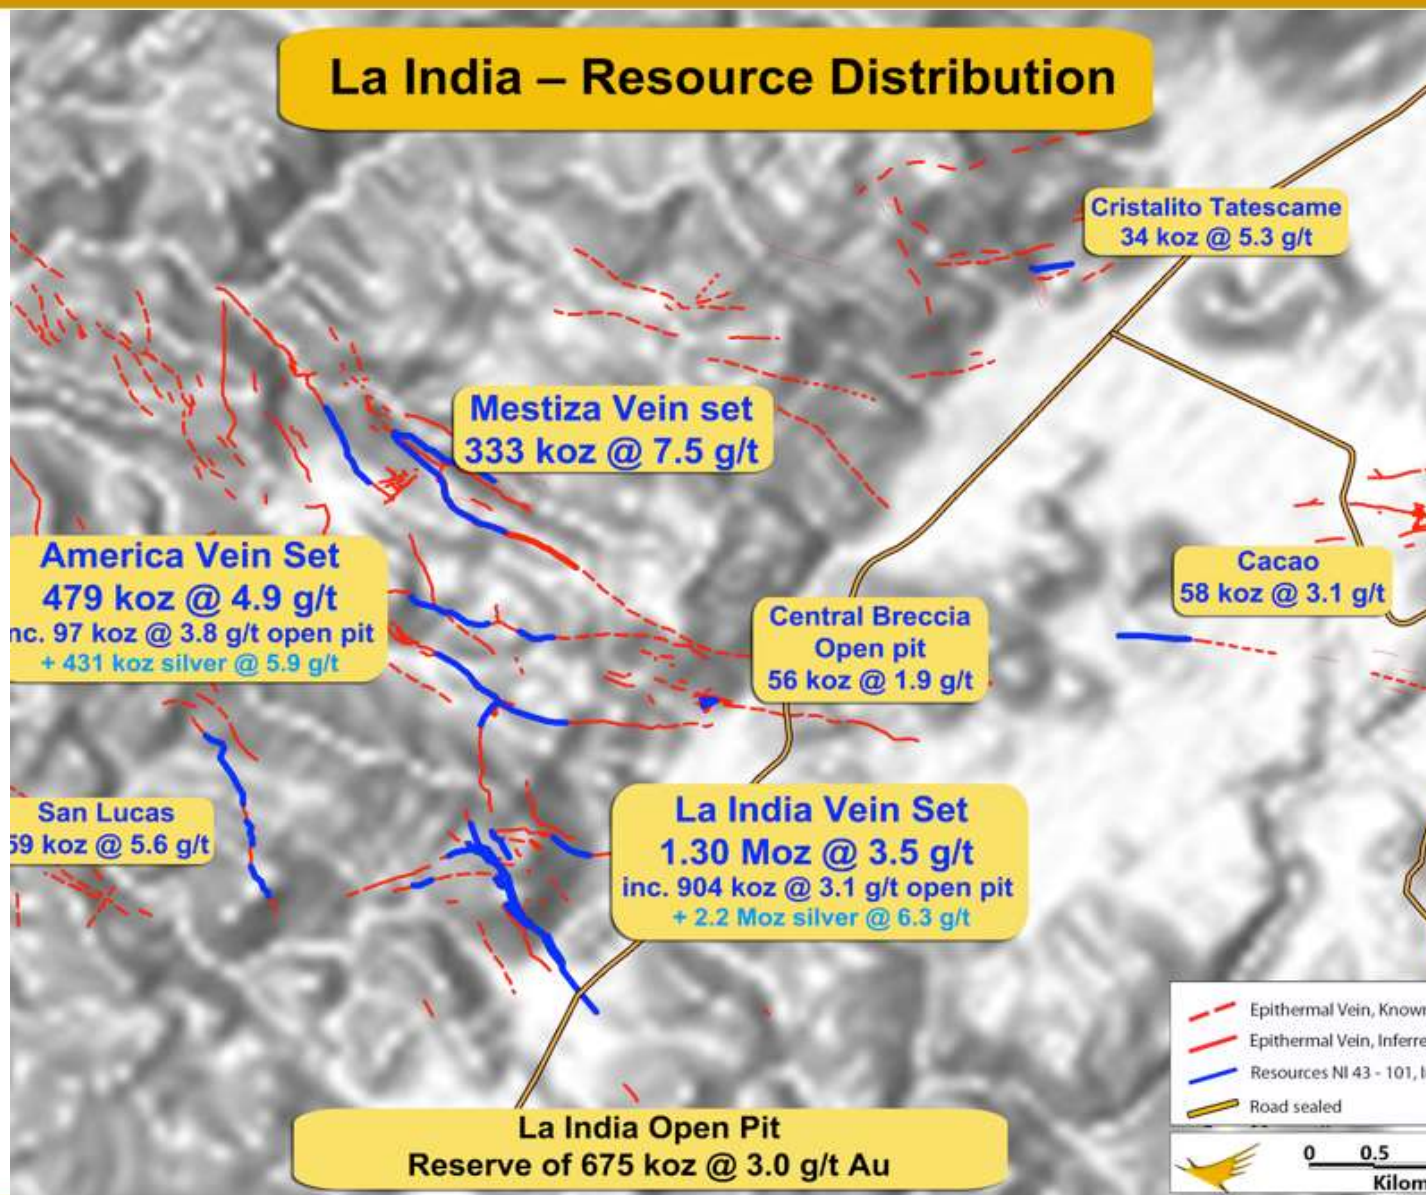 La India – Resource Distribution
Cristalito Tatescame
34 koz @ 5.3 g/t
Mestiza Vein set
333 koz @ 7.5 g/t
America Vein Set
479 koz @ 4.9 g/t
nc. 97 koz @ 3.8 g/t open pit
+ 431 koz silver @ 5.9 g/t
Cacao
58 koz @ 3.1 g/t
Central Breccia
Open pit
56 koz @ 1.9 g/t
San Lucas
59 koz @ 5.6 g/t
La India Vein Set
1.30 Moz @ 3.5 g/t
inc. 904 koz @ 3.1 g/t open pit
+ 2.2 Moz silver @ 6.3 g/t
La India Open Pit
Reserve of 675 koz @ 3.0 g/t Au
Epithermal Vein, Known
Epithermal Vein, Inferre
Resources NI 43 - 101, I
Road sealed
0 0.5
Kilom